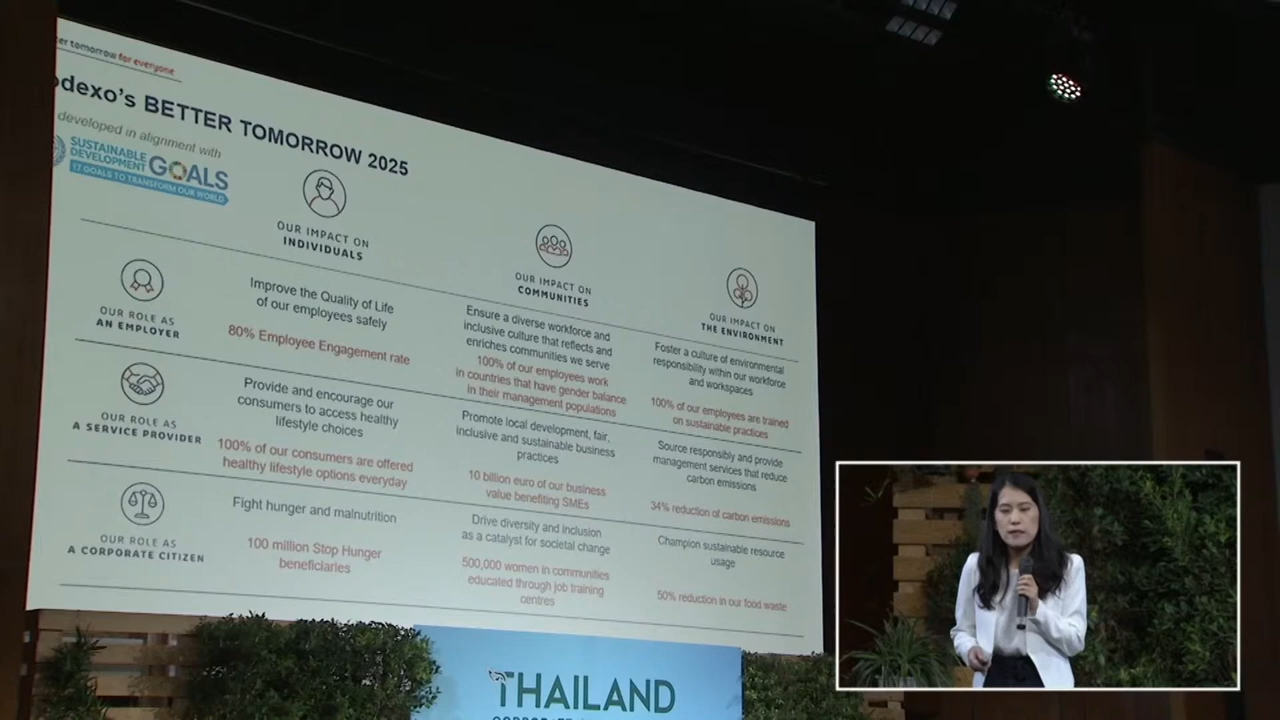 tomorrow for everyone
odexo's BETTER TOMORROW 2025
developed in alignment with
SUSTAINABLE
DEVELOPMENT GOALS
17 GOALS TO TRANSFORM OUR WORLD
OUR IMPACT ON
INDIVIDUALS
OUR IMPACT ON
COMMUNITIES
OUR IMPACT ON
THE ENVIRONMENT
OUR ROLE AS
AN EMPLOYER
Improve the Quality of Life
of our employees safely
80% Employee Engagement rate
Ensure a diverse workforce and
inclusive culture that reflects and
enriches communities we serve
100% of our employees work
in countries that have gender balance
in their management populations
Foster a culture of environmental
responsibility within our workforce
and workspaces
100% of our employees are trained
on sustainable practices
OUR ROLE AS
A SERVICE PROVIDER
Provide and encourage our
consumers to access healthy
lifestyle choices
100% of our consumers are offered
healthy lifestyle options everyday
Promote local development, fair,
inclusive and sustainable business
practices
10 billion euro of our business
value benefiting SMEs
Source responsibly and provide
management services that reduce
carbon emissions
34% reduction of carbon emissions
OUR ROLE AS
A CORPORATE CITIZEN
Fight hunger and malnutrition
100 million Stop Hunger
beneficiaries
Drive diversity and inclusion
as a catalyst for societal change
500,000 women in communities
educated through job training
centres
Champion sustainable resource
usage
50% reduction in our food waste
THAILAND